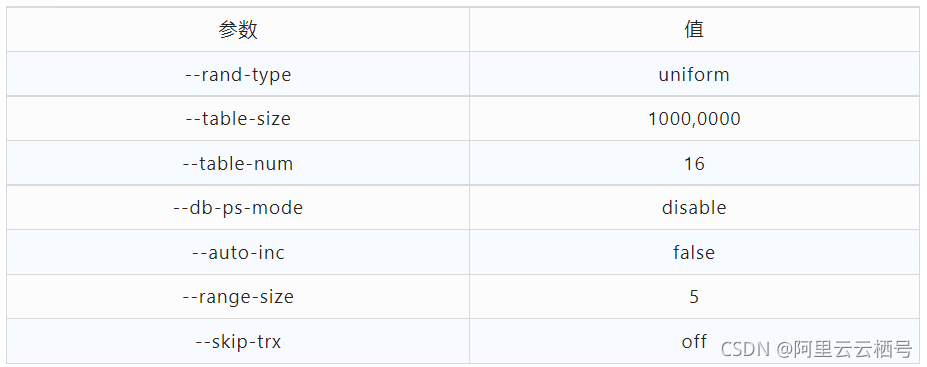 参数 值
--rand-type uniform
--table-size 1000,0000
--table-num 16
--db-ps-mode disable
--auto-inc false
--range-size 5
--skip-trx off
CSDN @阿里云云栖号